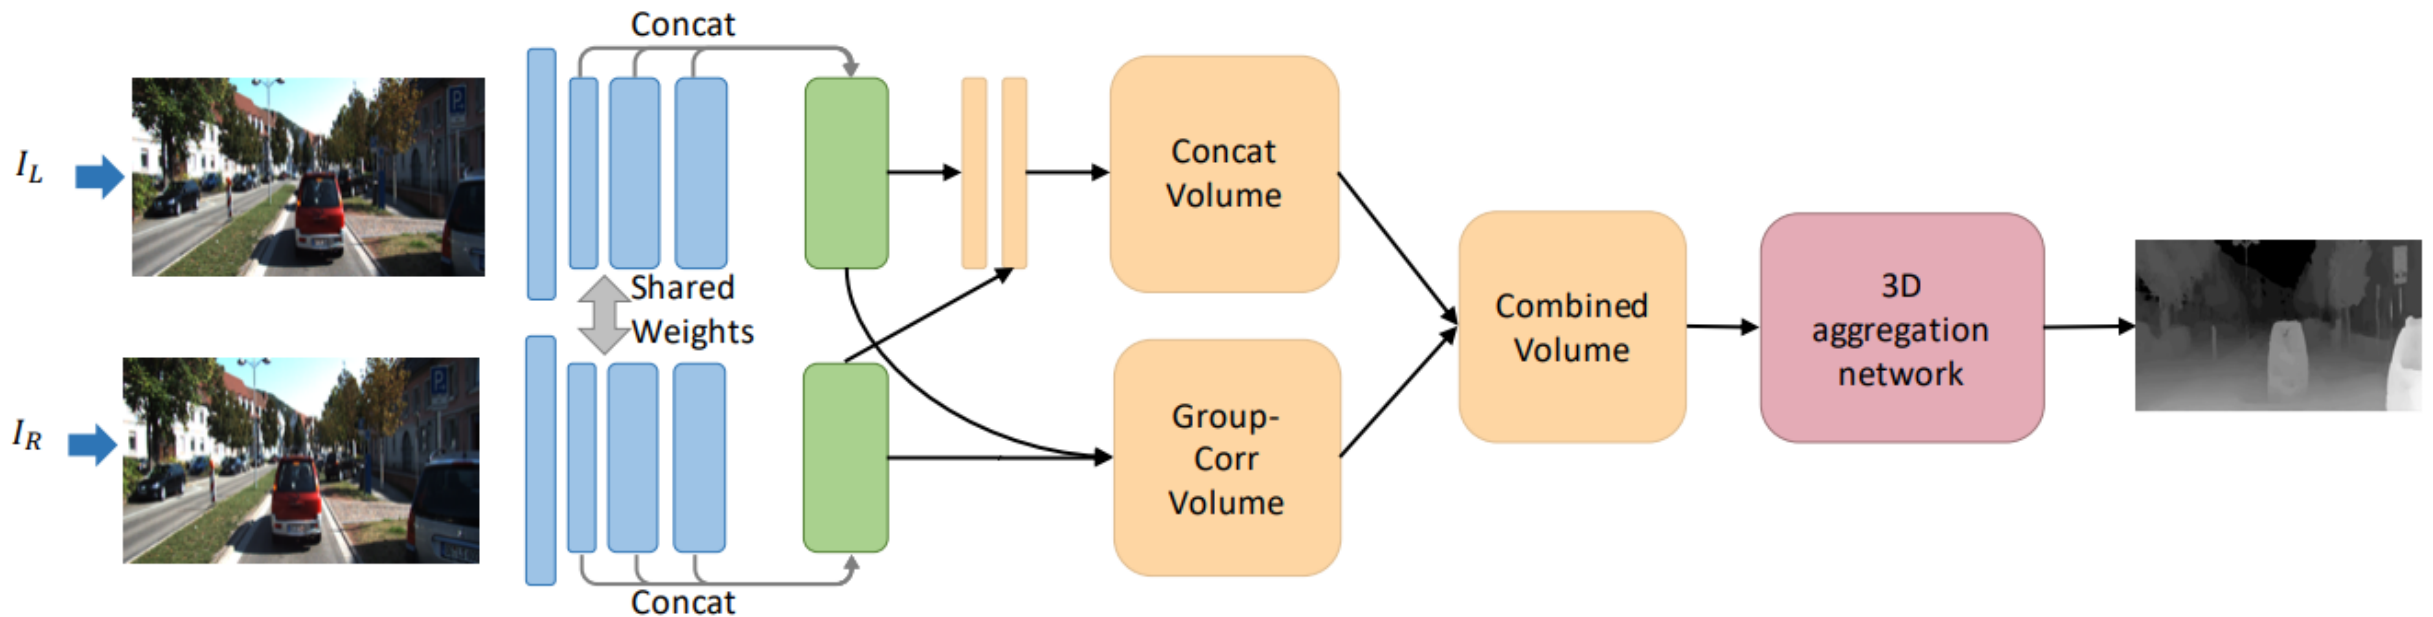 Concat
I_L
Concat
Volume
Shared
Weights
Combined
Volume
3D
aggregation
network
I_R
Group-
Corr
Volume
Concat